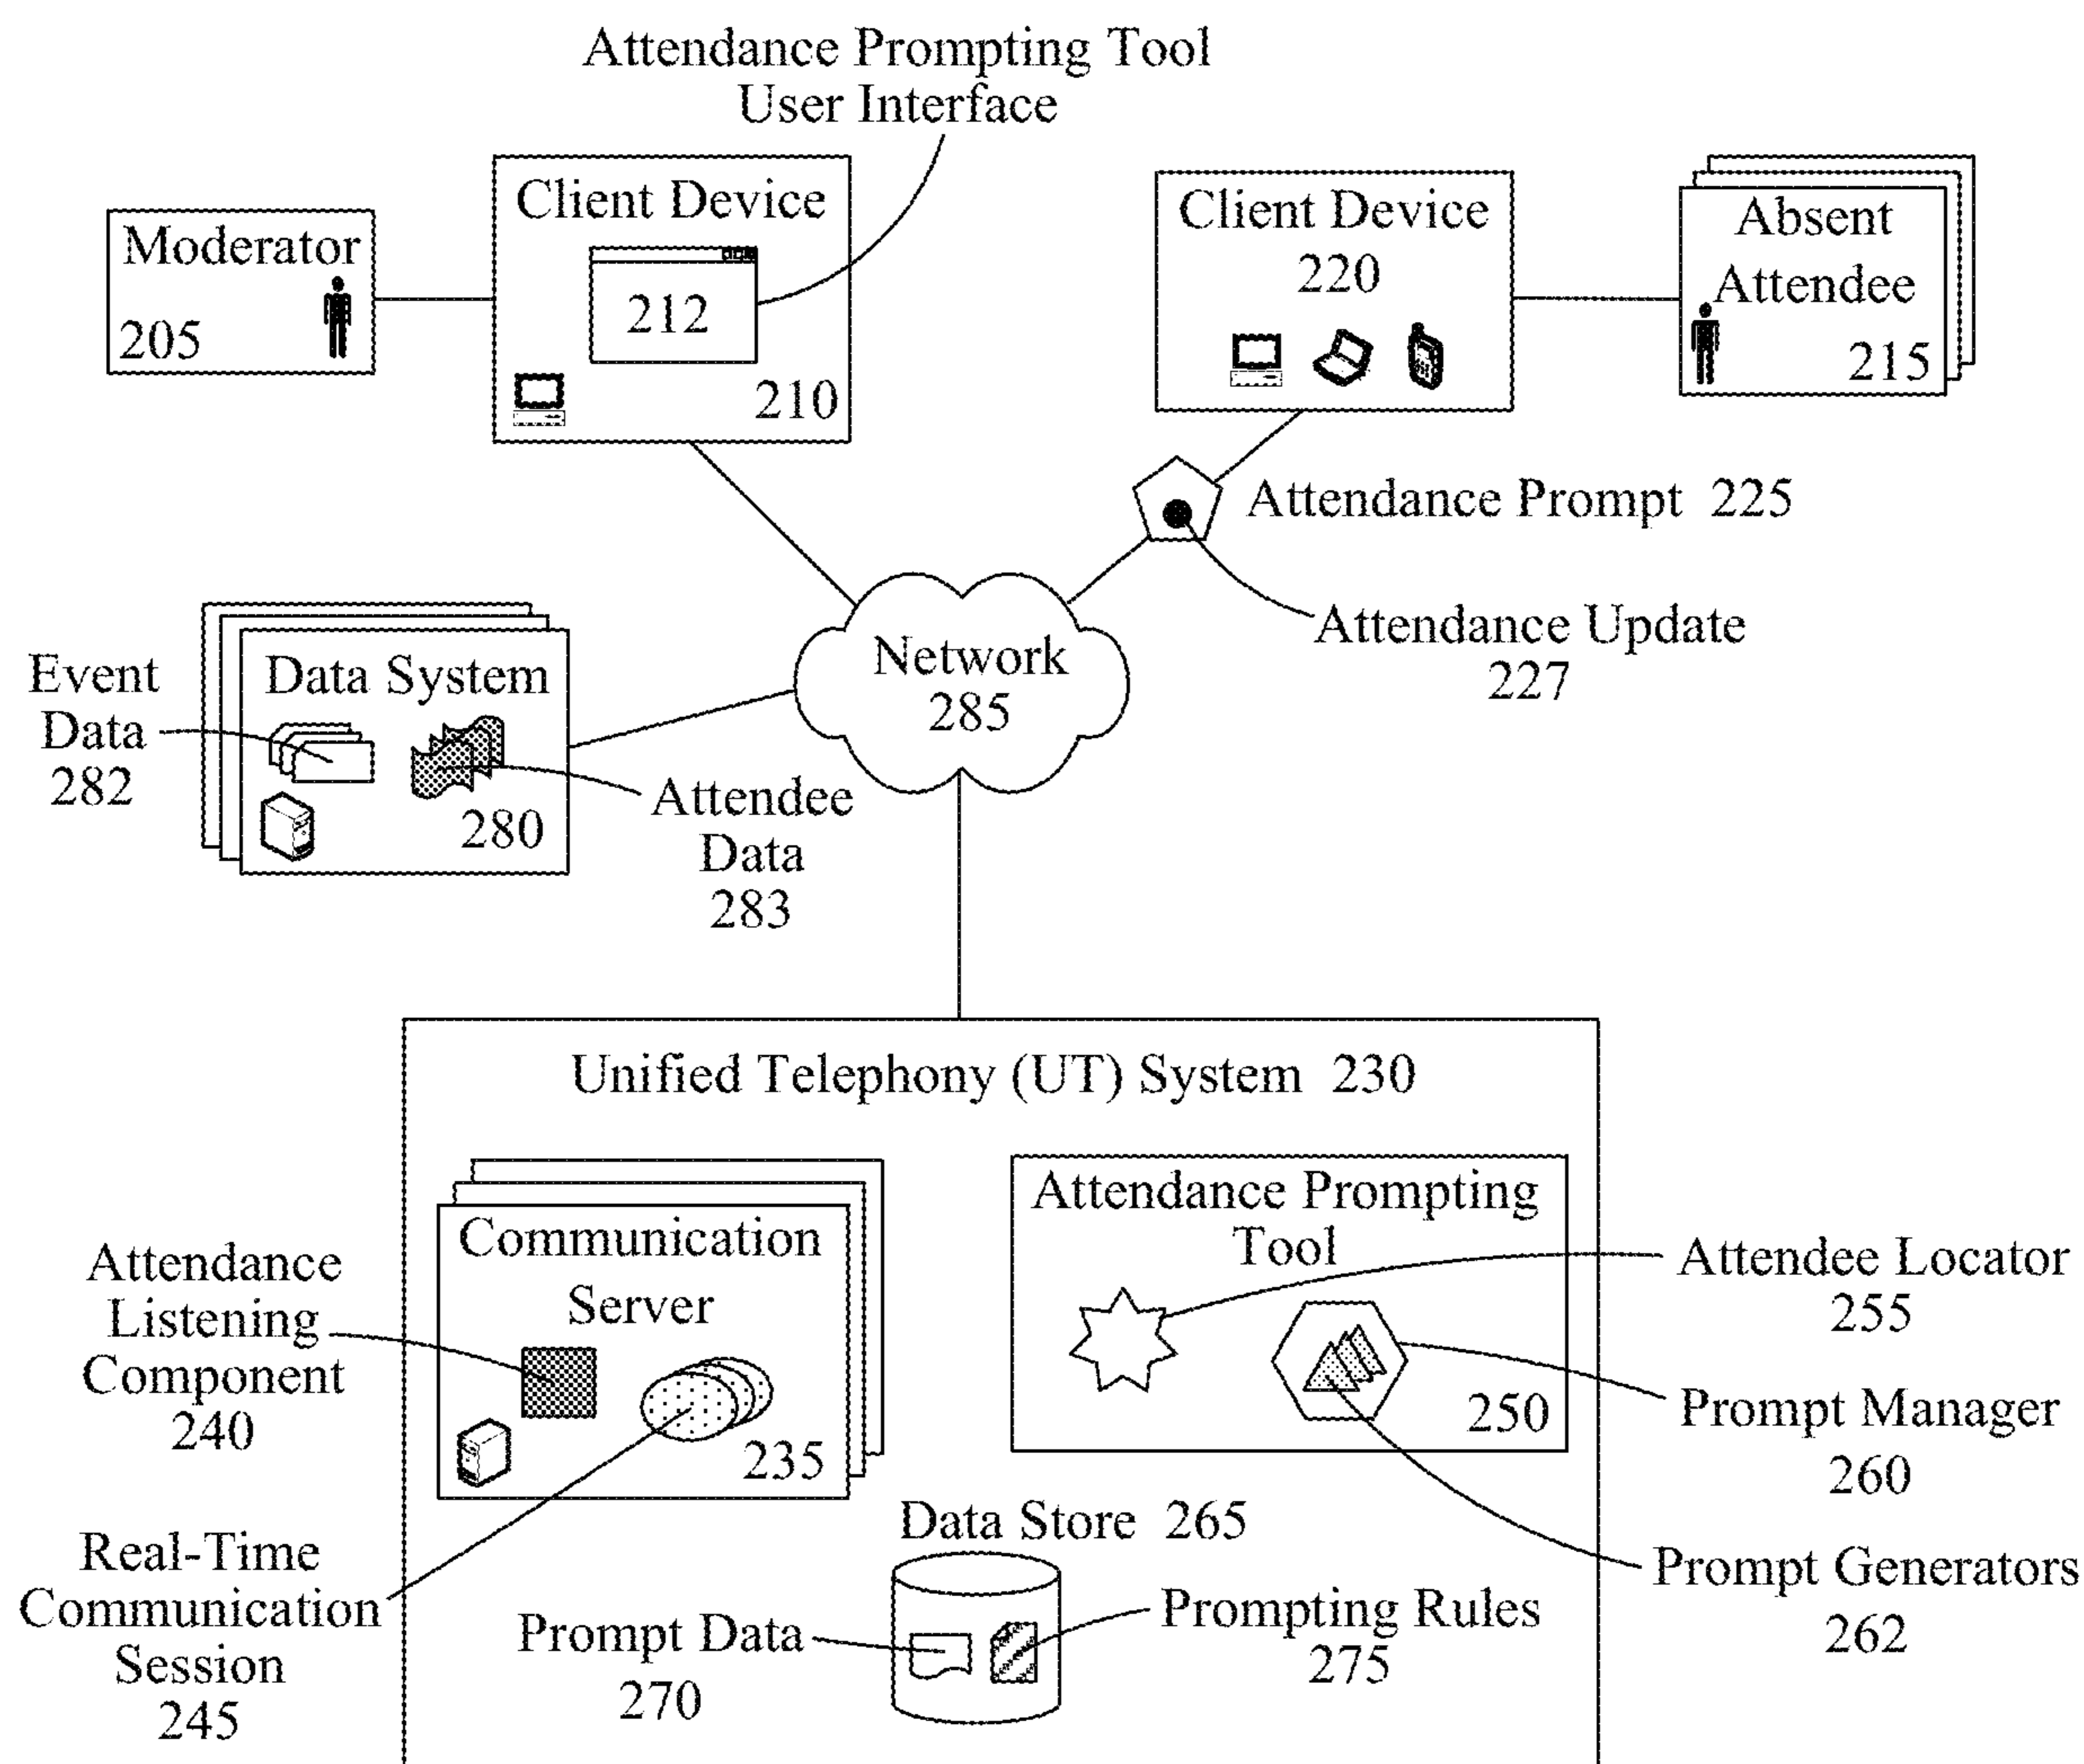 Attendance Prompting Tool
User Interface
Moderator
205
Client Device
212
210
Client Device
220
Absent
Attendee
215
Attendance Prompt 225
Attendance Update
227
Network
285
Event
Data
282
Data System
280
Attendee
Data
283
Unified Telephony (UT) System 230
Communication
Server
235
Attendance Prompting
Tool
250
Attendance
Listening
Component
240
Real-Time
Communication
Session
245
Attendee Locator
255
Prompt Manager
260
Prompt Generators
262
Data Store 265
Prompt Data
270
Prompting Rules
275